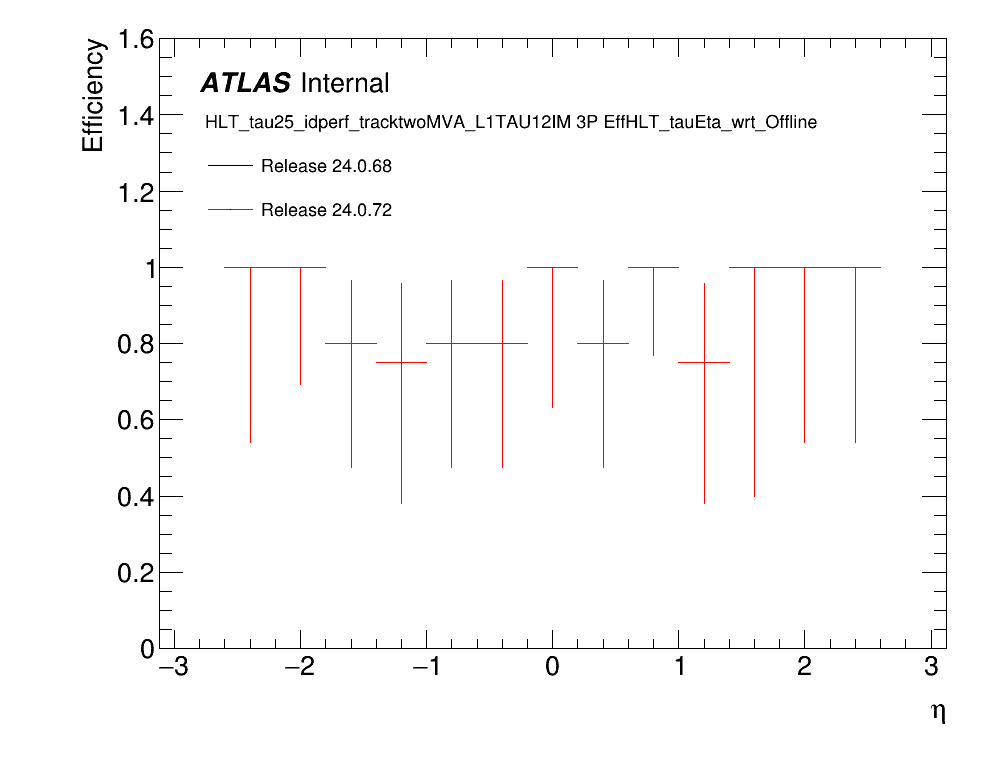 Efficiency
1.6
1.4
1.2
1
0.8
0.6
0.4
0.2
0
ATLAS Internal
HLT_tau25_idperf_tracktwoMVA_L1TAU12IM 3P EffHLT_tauEta_wrt_Offline
Release 24.0.68
Release 24.0.72
−3 −2 −1 0 1 2 3
η